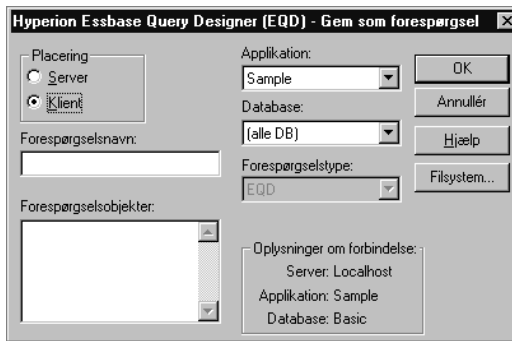 Hyperion Essbase Query Designer (EQD) - Gem som forespørgsel
Placering
Server
Klient
Forespørgselsnavn:
Forespørgselsobjekter:
Applikation:
Sample
Database:
(alle DB)
Forespørgselstype:
EQD
Oplysninger om forbindelse:
Server: Localhost
Applikation: Sample
Database: Basic
OK
Annullér
Hjælp
Filsystem...